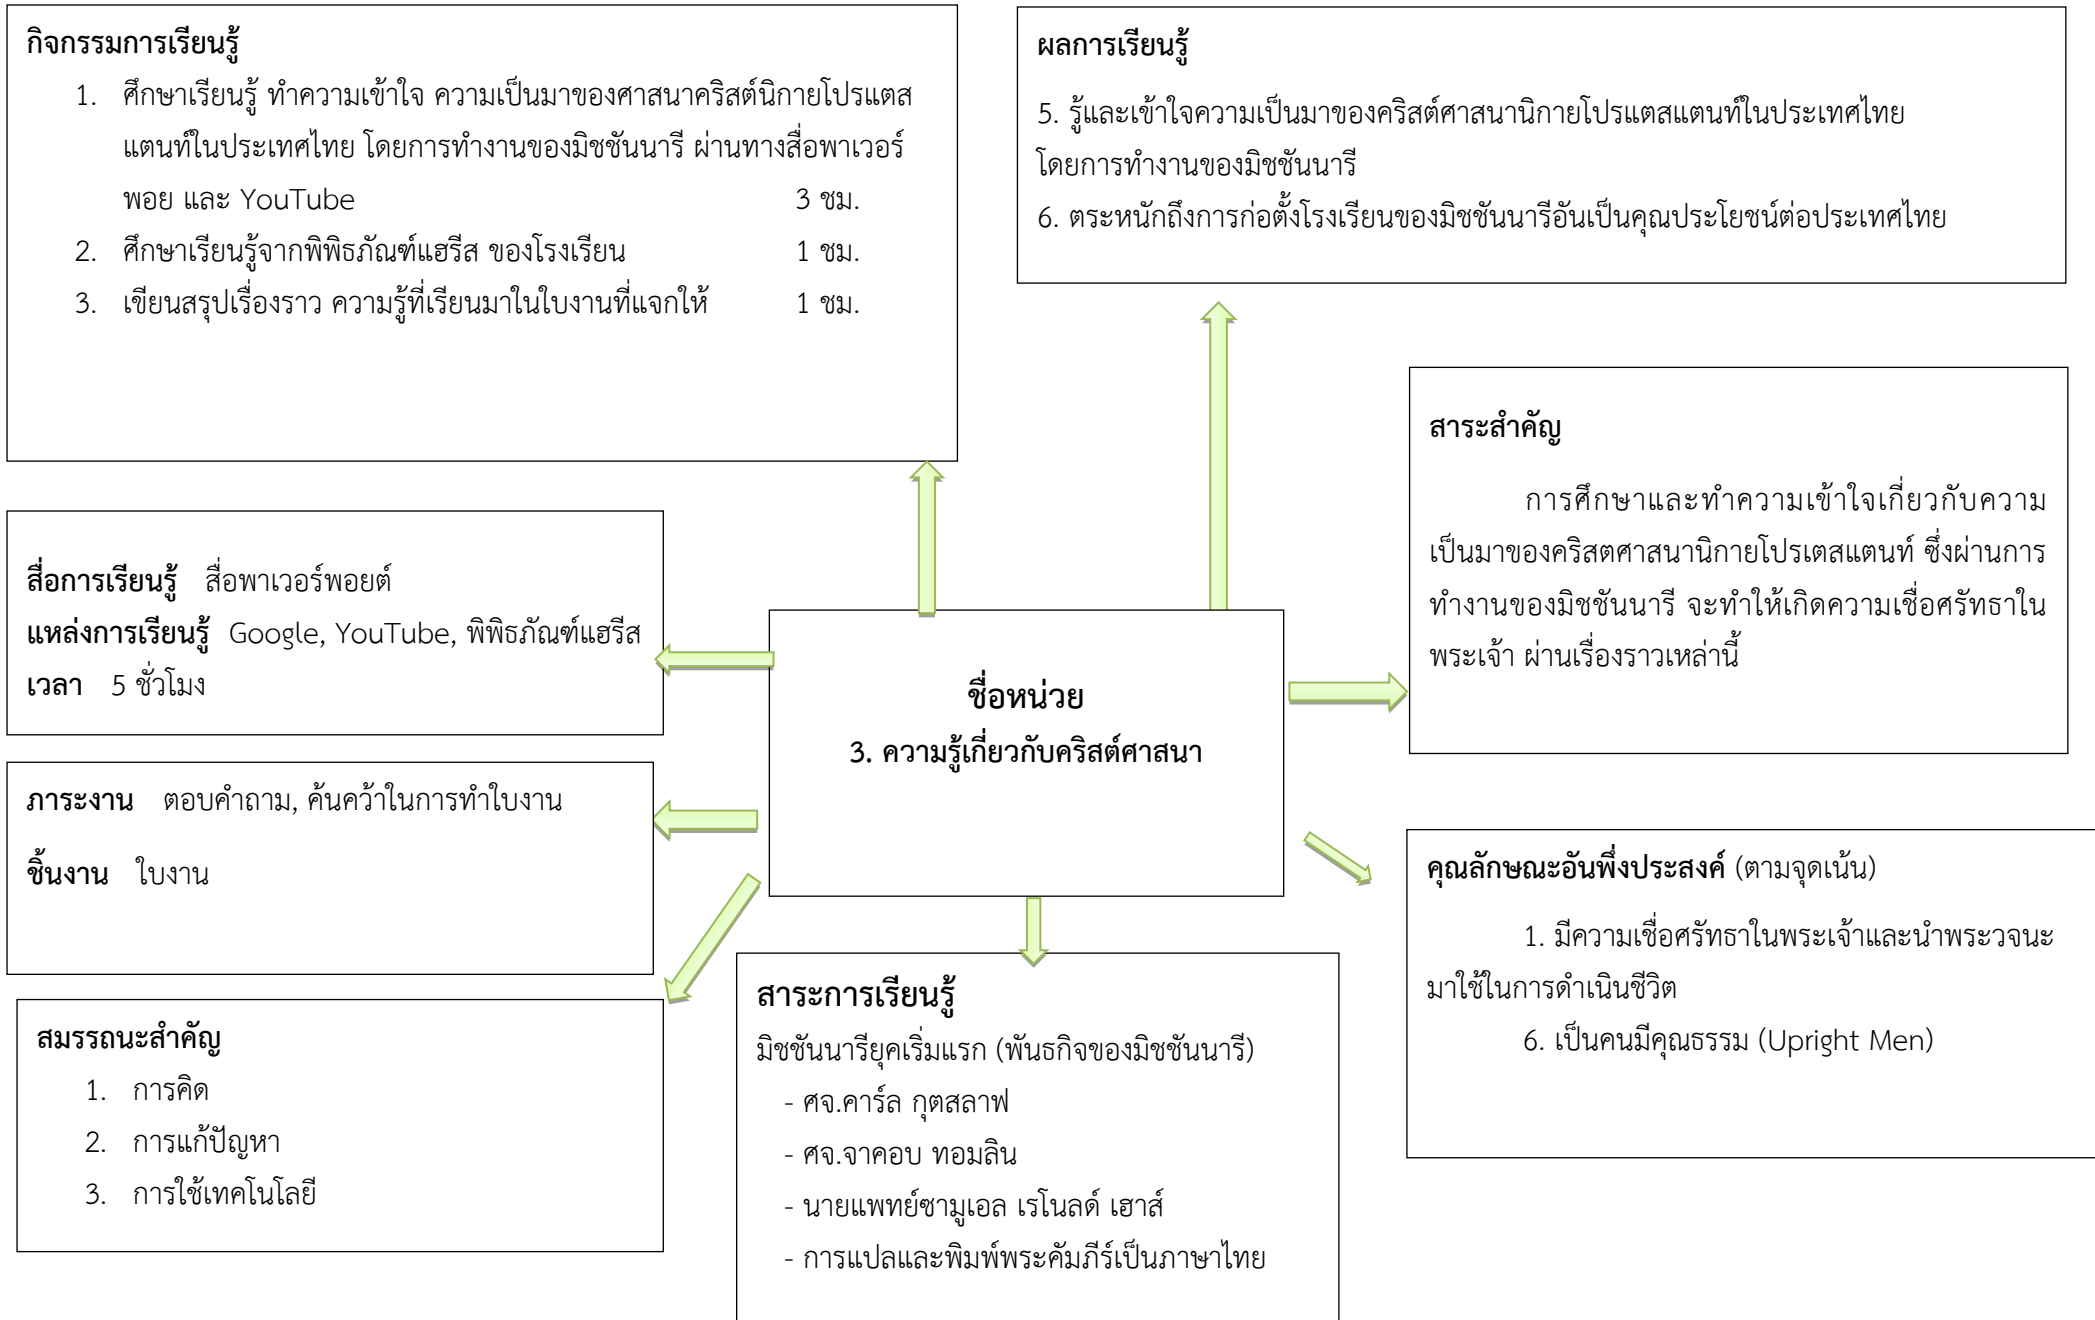 กิจกรรมการเรียนรู้
1. ศึกษาเรียนรู้ ทำความเข้าใจ ความเป็นมาของศาสนาคริสต์นิกายโปรแตส
แตนท์ในประเทศไทย โดยการทำงานของมิชชันนารี ผ่านทางสื่อพาเวอร์
พอย และ YouTube 3 ชม.
2. ศึกษาเรียนรู้จากพิพิธภัณฑ์แฮรีส ของโรงเรียน 1 ชม.
3. เขียนสรุปเรื่องราว ความรู้ที่เรียนมาในใบงานที่แจกให้ 1 ชม.
ผลการเรียนรู้
5. รู้และเข้าใจความเป็นมาของคริสต์ศาสนานิกายโปรแตสแตนท์ในประเทศไทย
โดยการทำงานของมิชชันนารี
6. ตระหนักถึงการก่อตั้งโรงเรียนของมิชชันนารีอันเป็นคุณประโยชน์ต่อประเทศไทย
สาระสำคัญ
การศึกษาและทำความเข้าใจเกี่ยวกับความ
เป็นมาของคริสตศาสนานิกายโปรเตสแตนท์ ซึ่งผ่านการ
ทำงานของมิชชันนารี จะทำให้เกิดความเชื่อศรัทธาใน
พระเจ้า ผ่านเรื่องราวเหล่านี้
สื่อการเรียนรู้ สื่อพาเวอร์พอยต์
แหล่งการเรียนรู้ Google, YouTube, พิพิธภัณฑ์แฮรีส
เวลา 5 ชั่วโมง
ชื่อหน่วย
3. ความรู้เกี่ยวกับคริสต์ศาสนา
ภาระงาน ตอบคำถาม, ค้นคว้าในการทำใบงาน
ชิ้นงาน ใบงาน
คุณลักษณะอันพึ่งประสงค์ (ตามจุดเน้น)
1. มีความเชื่อศรัทธาในพระเจ้าและนำพระวจนะ
มาใช้ในการดำเนินชีวิต
6. เป็นคนมีคุณธรรม (Upright Men)
สมรรถนะสำคัญ
1. การคิด
2. การแก้ปัญหา
3. การใช้เทคโนโลยี
สาระการเรียนรู้
มิชชันนารียุคเริ่มแรก (พันธกิจของมิชชันนารี)
- ศจ.คาร์ล กุตสลาฟ
- ศจ.จาคอบ ทอมลิน
- นายแพทย์ซามูเอล เรโนลด์ เฮาส์
- การแปลและพิมพ์พระคัมภีร์เป็นภาษาไทย